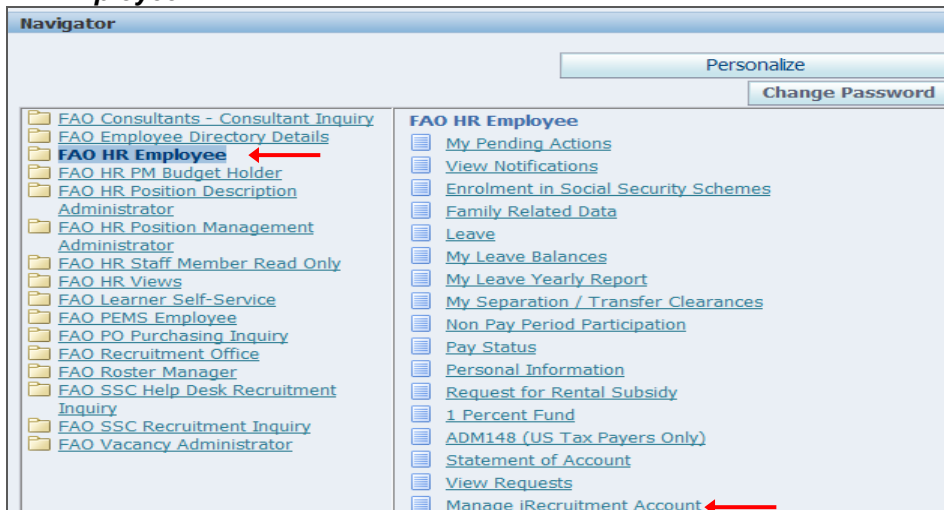 Navigator
Personalize
Change Password
FAO Consultants - Consultant Inquiry
FAO Employee Directory Details
FAO HR Employee
FAO HR PM Budget Holder
FAO HR Position Description
Administrator
FAO HR Position Management
Administrator
FAO HR Staff Member Read Only
FAO HR Views
FAO Learner Self-Service
FAO PEMS Employee
FAO PO Purchasing Inquiry
FAO Recruitment Office
FAO Roster Manager
FAO SSC Help Desk Recruitment
Inquiry
FAO SSC Recruitment Inquiry
FAO Vacancy Administrator
FAO HR Employee
My Pending Actions
View Notifications
Enrolment in Social Security Schemes
Family Related Data
Leave
My Leave Balances
My Leave Yearly Report
My Separation / Transfer Clearances
Non Pay Period Participation
Pay Status
Personal Information
Request for Rental Subsidy
1 Percent Fund
ADM148 (US Tax Payers Only)
Statement of Account
View Requests
Manage iRecruitment Account